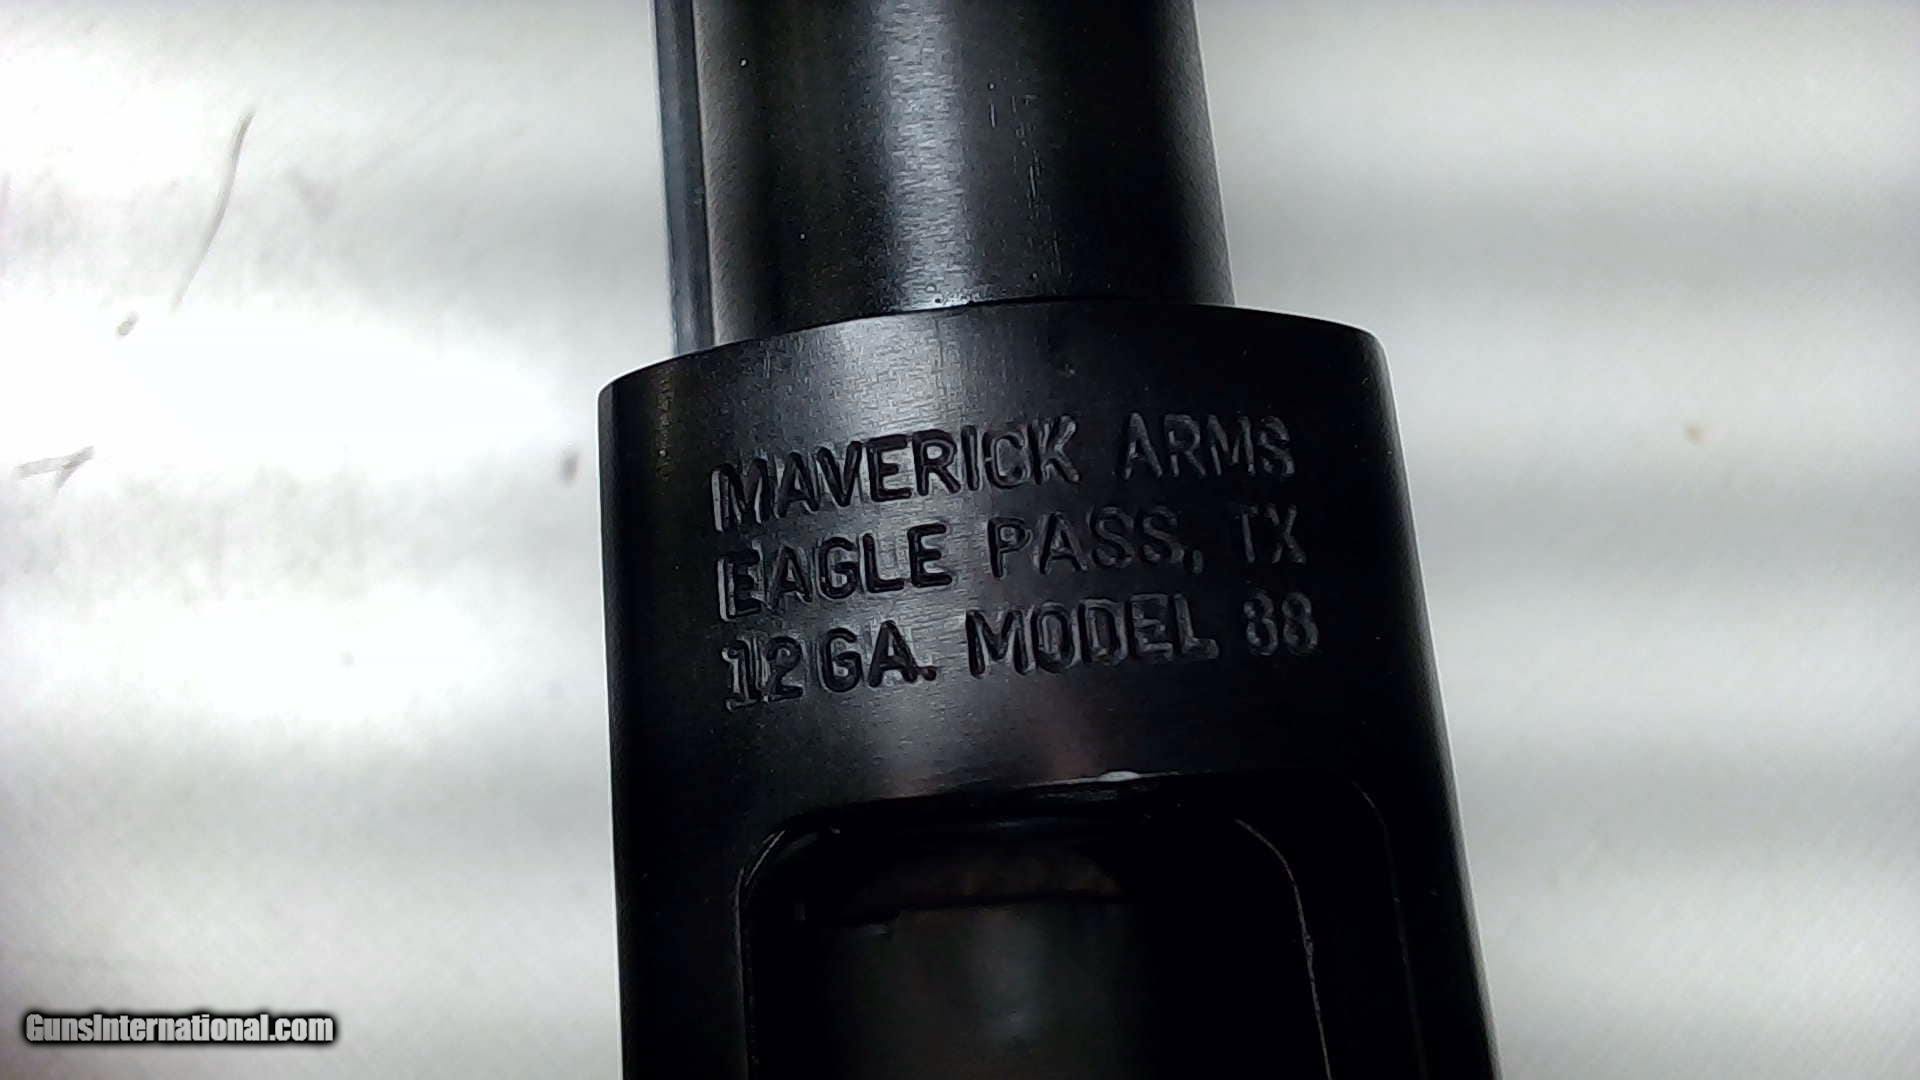 MAVERICK ARMS
EAGLE PASS, TX
12 GA. MODEL 88
GunsInternational.com